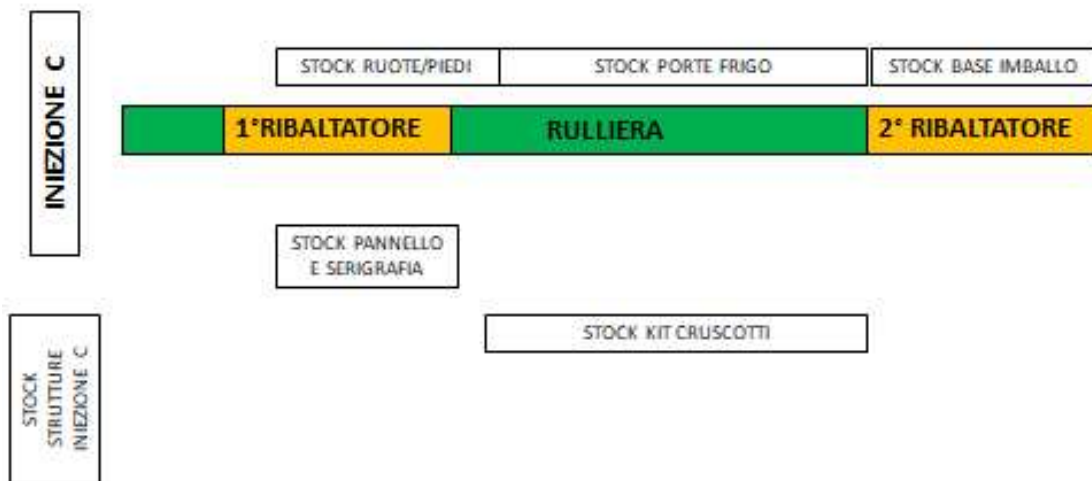 INIEZIONE C
STOCK RUOTE/PIEDI
STOCK PORTE FRIGO
STOCK BASE IMBALLO
1°RIBALTATORE
RULLIERA
2° RIBALTATORE
STOCK PANNELLO
E SERIGRAFIA
STOCK KIT CRUSCOTTI
STOCK
STRUTTURE
INIEZIONE C